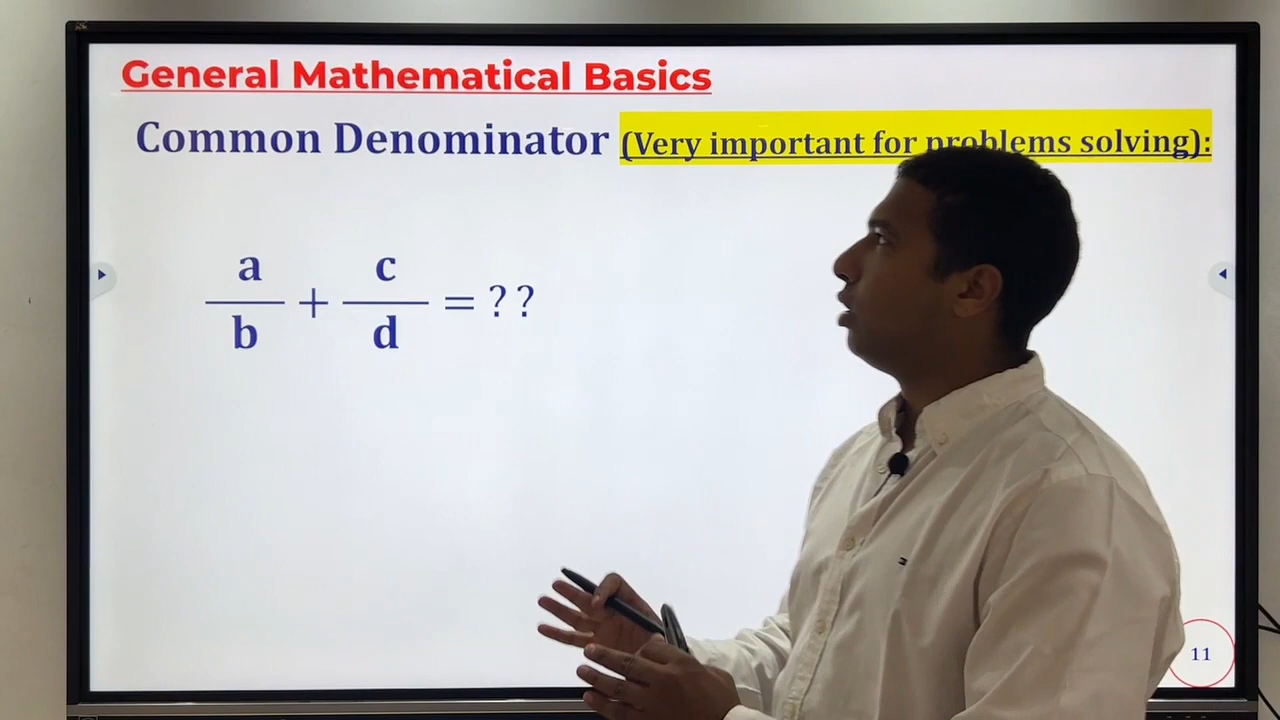 General Mathematical Basics
Common Denominator (Very important for problems solving):
a/b + c/d = ??
11